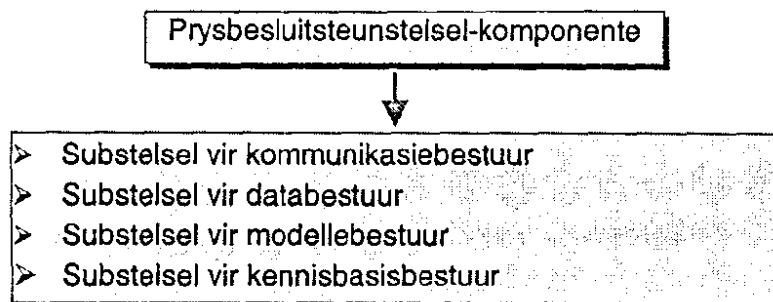 Prysbesluitsteunstelsel-komponente
➢ Substelsel vir kommunikasiebestuur
➢ Substelsel vir databestuur
➢ Substelsel vir modellebestuur
➢ Substelsel vir kennisbasisbestuur